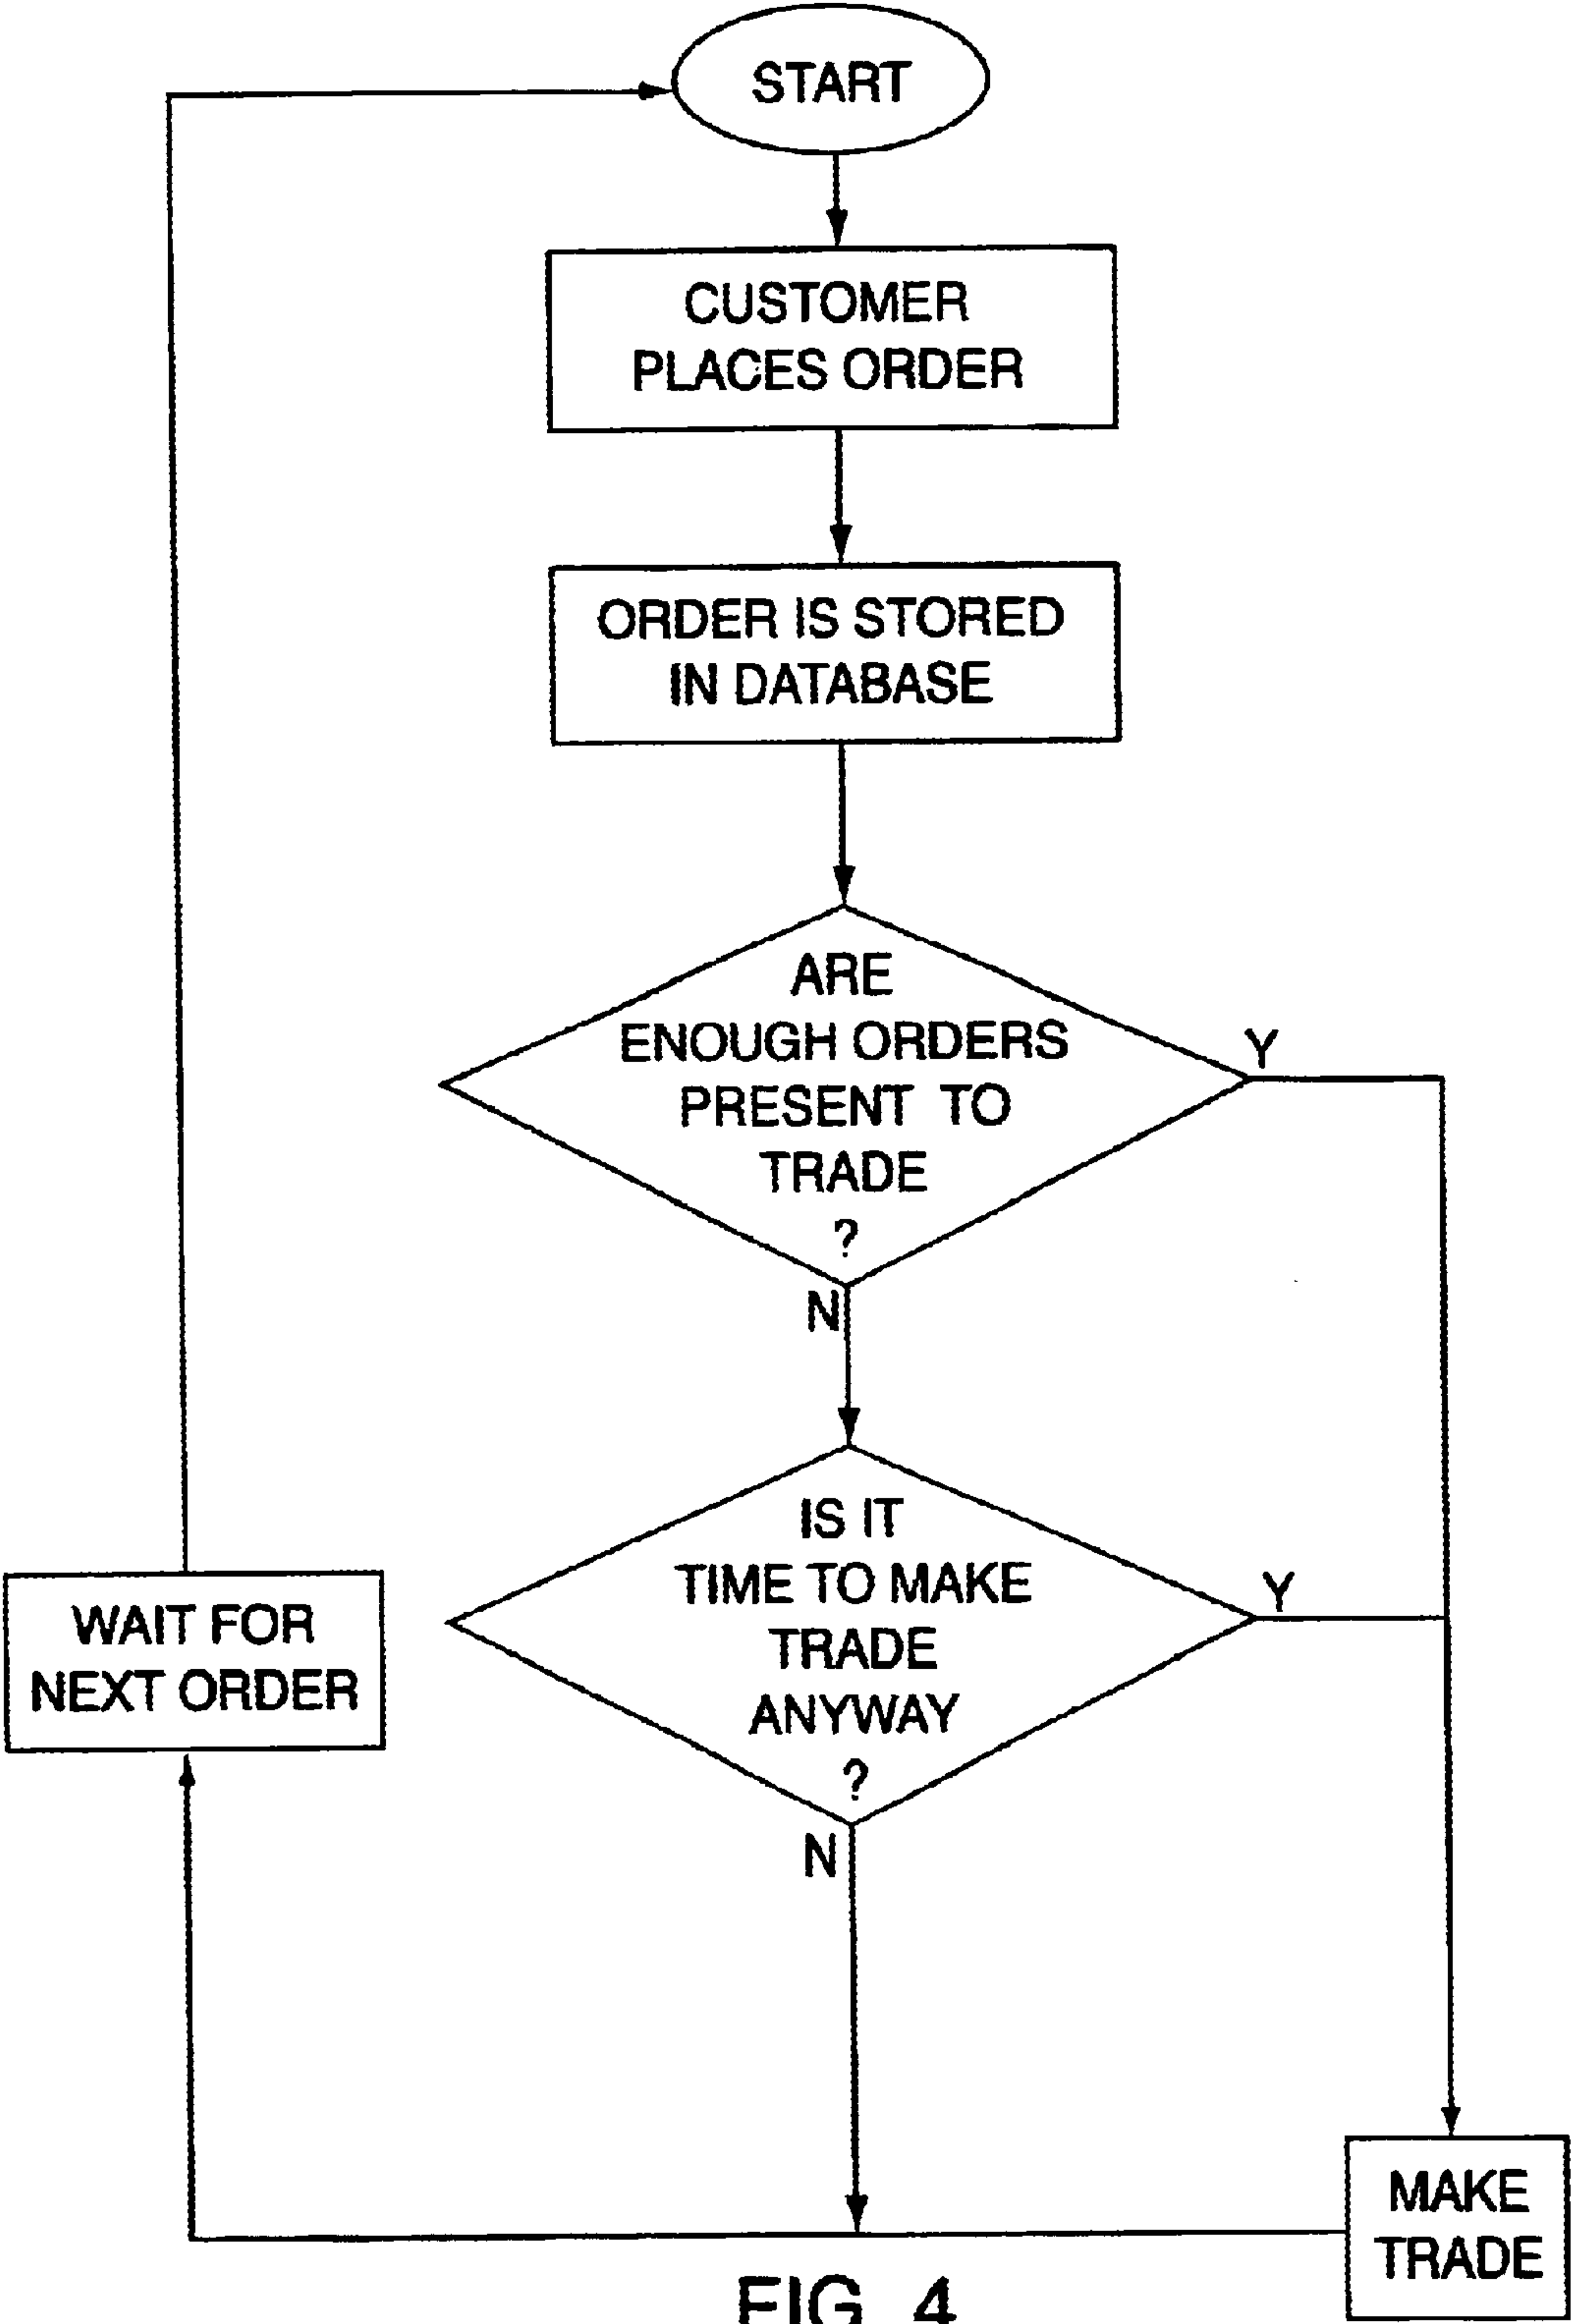 START
CUSTOMER
PLACES ORDER
ORDER IS STORED
IN DATABASE
ARE
ENOUGH ORDERS
PRESENT TO
TRADE
?
Y
N
IS IT
TIME TO MAKE
TRADE
ANYWAY
?
Y
N
WAIT FOR
NEXT ORDER
MAKE
TRADE
FIG. 4